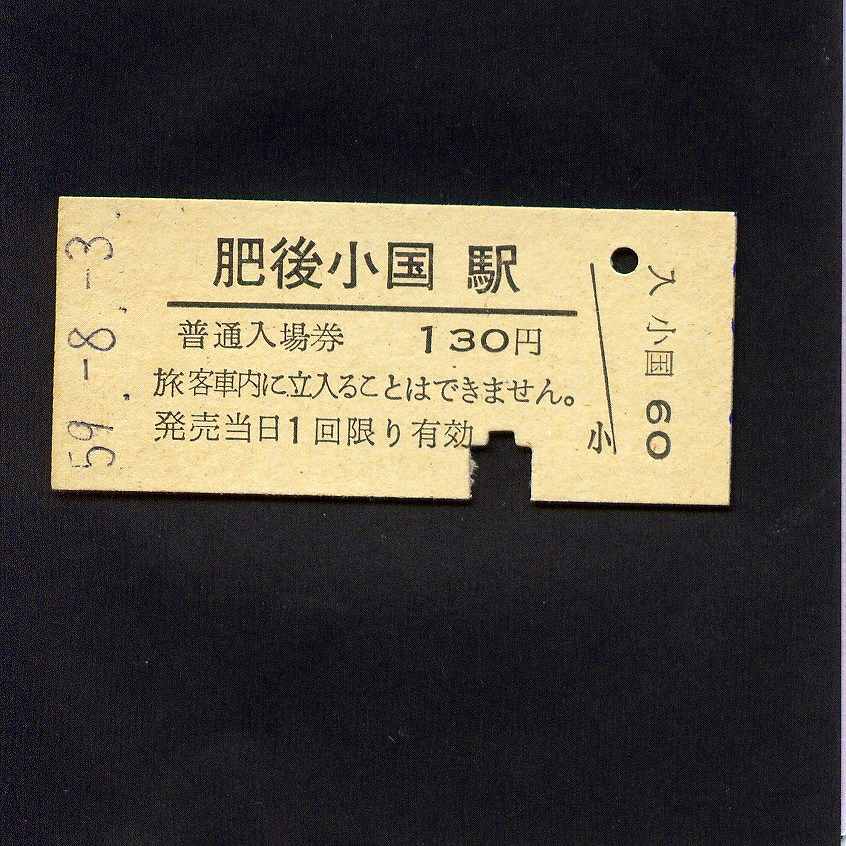 59.-8.-3.
肥後小国 駅
普通入場券 130円
旅客車内に立入ることはできません。
発売当日1回限り有効
小
入 小国 60